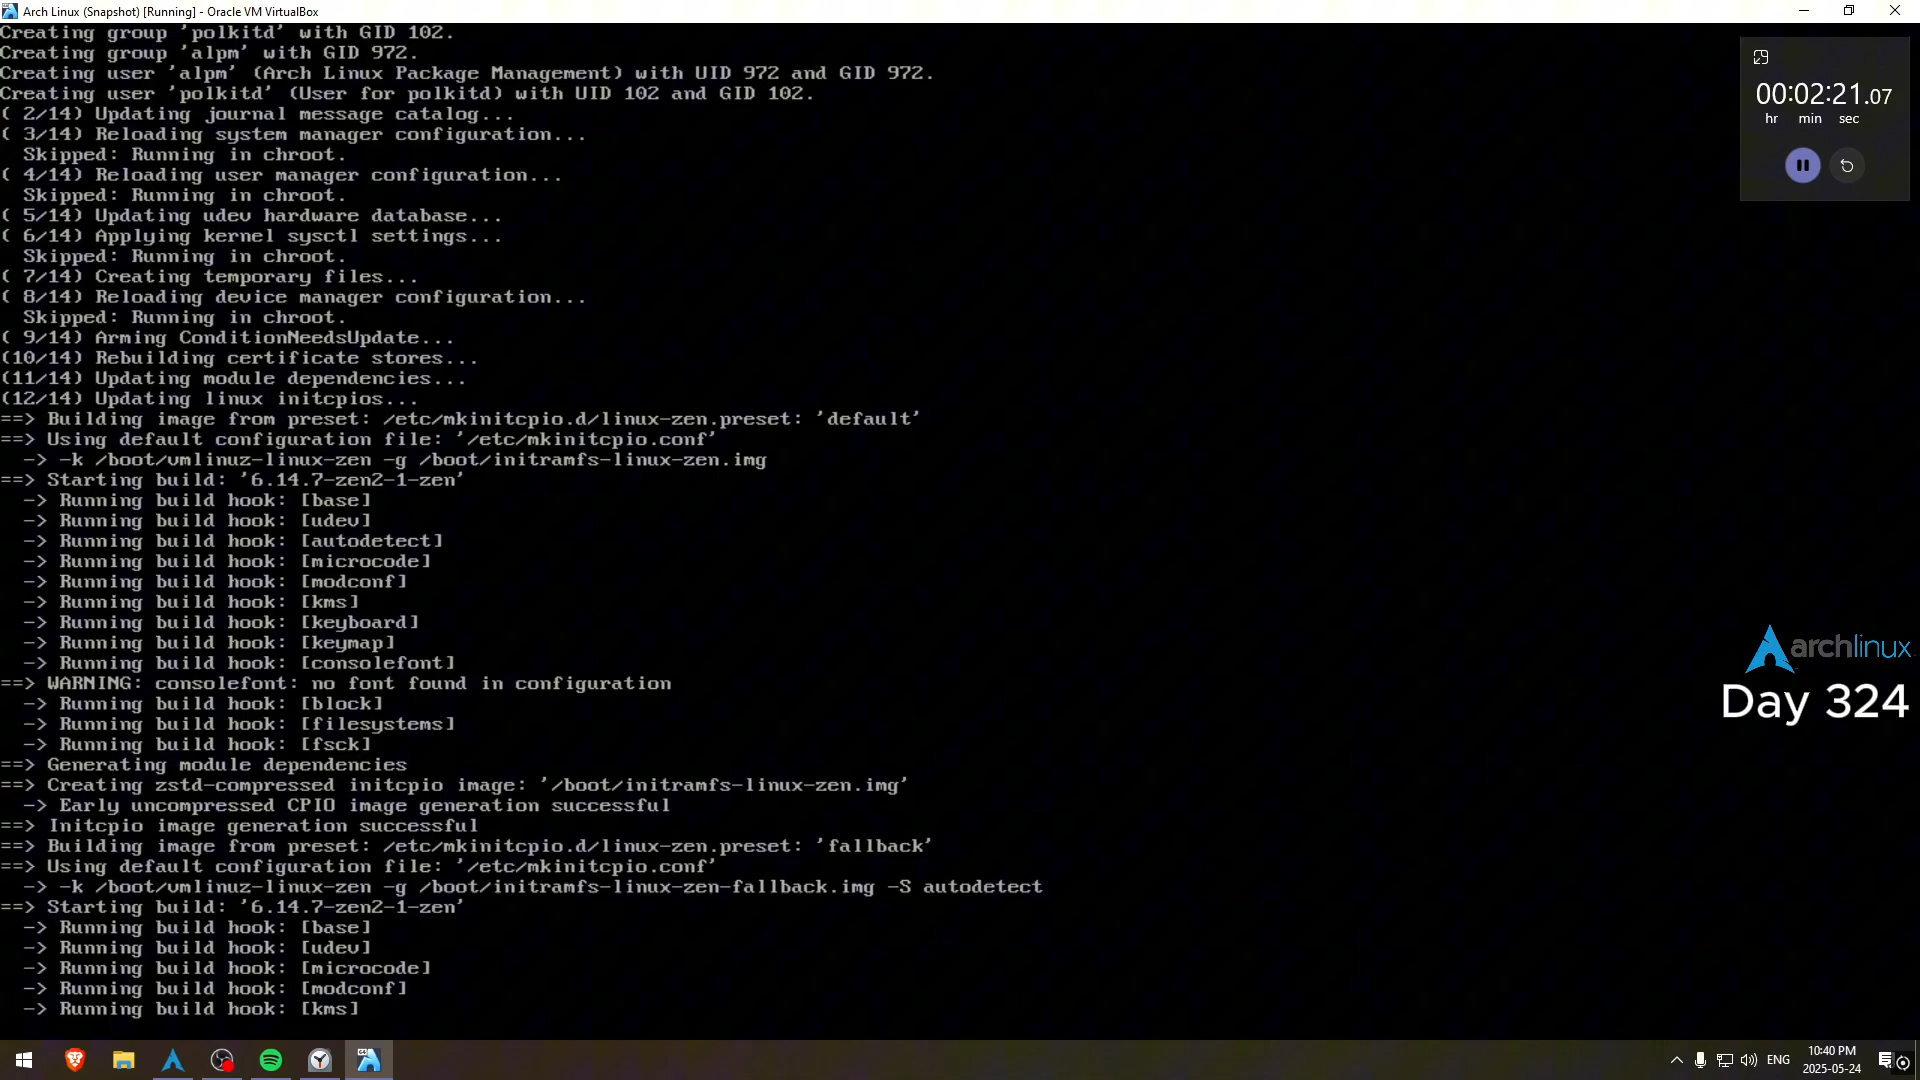 Arch Linux (Snapshot) [Running] - Oracle VM VirtualBox
Creating group 'polkitd' with GID 102.
Creating group 'alpm' with GID 972.
Creating user 'alpm' (Arch Linux Package Management) with UID 972 and GID 972.
Creating user 'polkitd' (User for polkitd) with UID 102 and GID 102.
( 2/14) Updating journal message catalog...
( 3/14) Reloading system manager configuration...
  Skipped: Running in chroot.
( 4/14) Reloading user manager configuration...
  Skipped: Running in chroot.
( 5/14) Updating udev hardware database...
( 6/14) Applying kernel sysctl settings...
  Skipped: Running in chroot.
( 7/14) Creating temporary files...
( 8/14) Reloading device manager configuration...
  Skipped: Running in chroot.
( 9/14) Arming ConditionNeedsUpdate...
(10/14) Rebuilding certificate stores...
(11/14) Updating module dependencies...
(12/14) Updating linux initcpios...
==> Building image from preset: /etc/mkinitcpio.d/linux-zen.preset: 'default'
==> Using default configuration file: '/etc/mkinitcpio.conf'
  -> -k /boot/vmlinuz-linux-zen -g /boot/initramfs-linux-zen.img
==> Starting build: '6.14.7-zen2-1-zen'
  -> Running build hook: [base]
  -> Running build hook: [udev]
  -> Running build hook: [autodetect]
  -> Running build hook: [microcode]
  -> Running build hook: [modconf]
  -> Running build hook: [kms]
  -> Running build hook: [keyboard]
  -> Running build hook: [keymap]
  -> Running build hook: [consolefont]
==> WARNING: consolefont: no font found in configuration
  -> Running build hook: [block]
  -> Running build hook: [filesystems]
  -> Running build hook: [fsck]
==> Generating module dependencies
==> Creating zstd-compressed initcpio image: '/boot/initramfs-linux-zen.img'
  -> Early uncompressed CPIO image generation successful
==> Initcpio image generation successful
==> Building image from preset: /etc/mkinitcpio.d/linux-zen.preset: 'fallback'
==> Using default configuration file: '/etc/mkinitcpio.conf'
  -> -k /boot/vmlinuz-linux-zen -g /boot/initramfs-linux-zen-fallback.img -S autodetect
==> Starting build: '6.14.7-zen2-1-zen'
  -> Running build hook: [base]
  -> Running build hook: [udev]
  -> Running build hook: [microcode]
  -> Running build hook: [modconf]
  -> Running build hook: [kms]
00:02:21.07
hr min sec
archlinux
Day 324
ENG
10:40 PM
2025-05-24